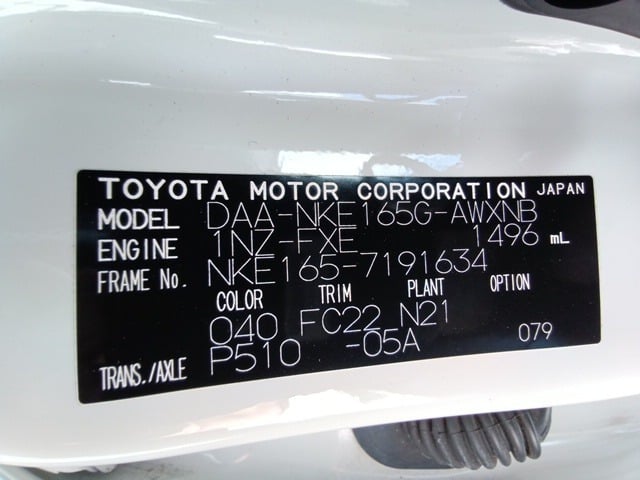 TOYOTA MOTOR CORPORATION JAPAN
MODEL DAA-NKE165G-AWXNB
ENGINE 1NZ-FXE 1496 mL
FRAME No. NKE165-7191634
COLOR TRIM PLANT OPTION
040 FC22 N21
TRANS./AXLE P510 -05A 079